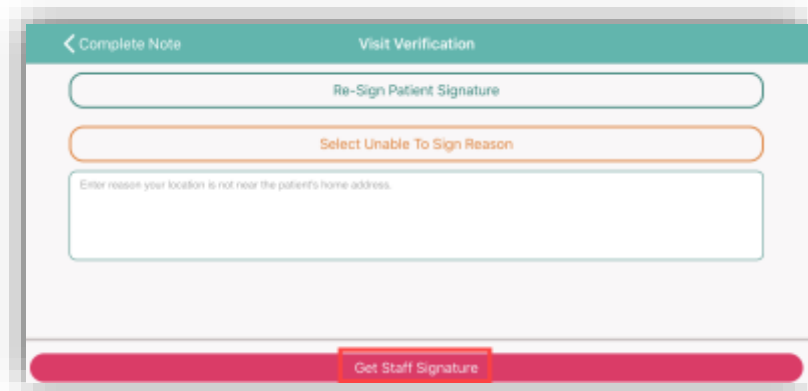 Complete Note
Visit Verification
Re-Sign Patient Signature
Select Unable To Sign Reason
Enter reason your location is not near the patient's home address.
Get Staff Signature